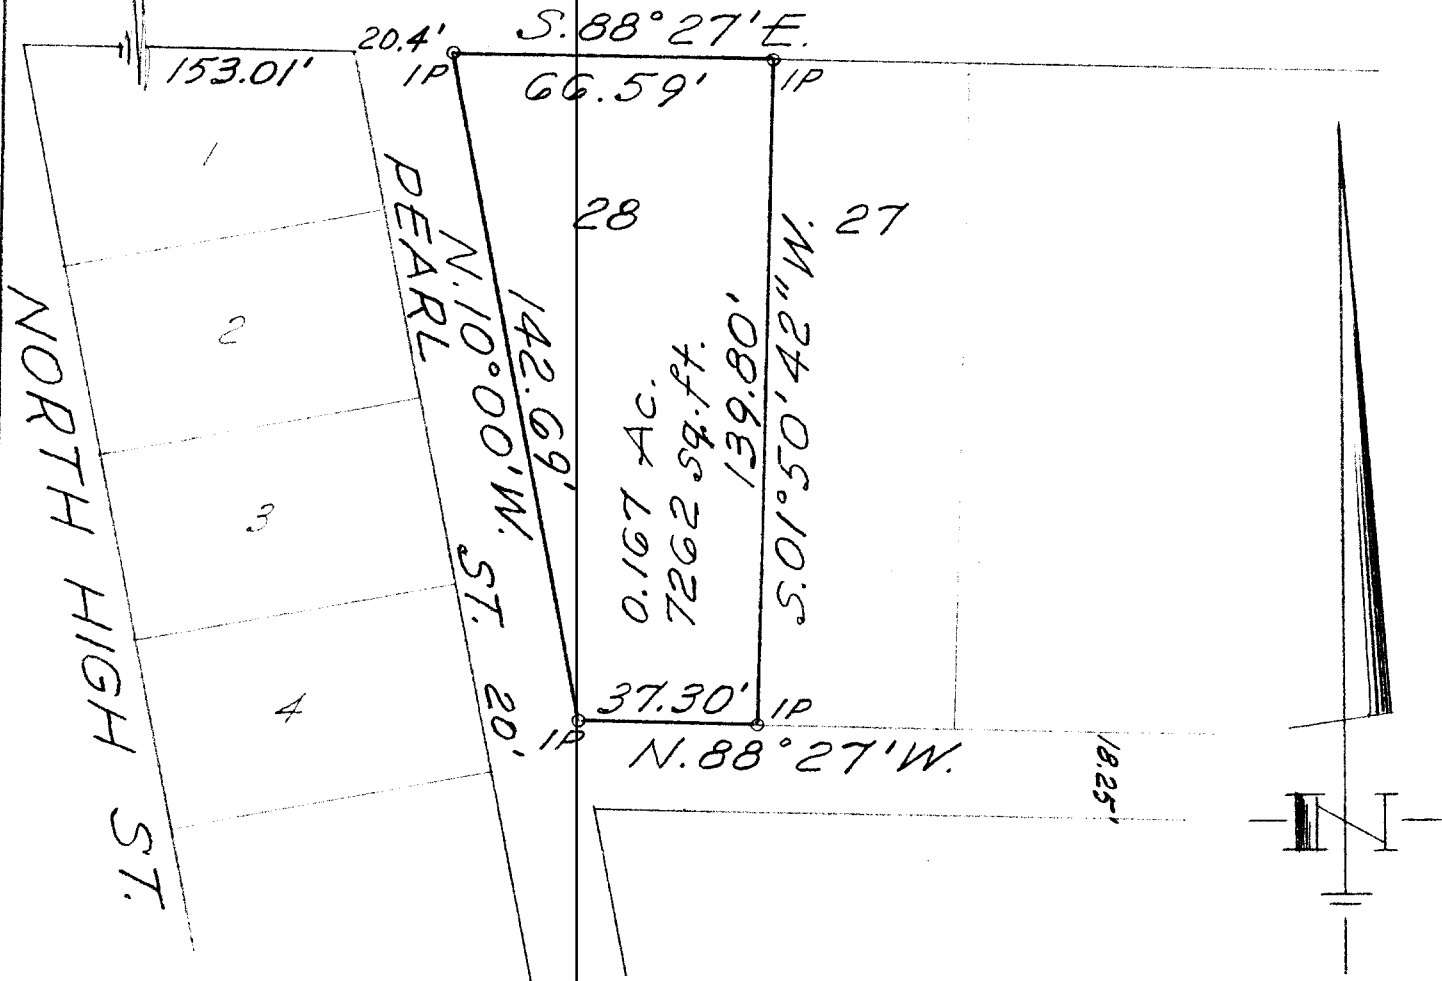 S.88°27'E.
20.4'
153.01'
IP
66.59'
IP
1
28
27
PEARL ST. 20'
N.10°00'W.
142.69'
2
NORTH HIGH ST.
0.167 Ac.
7262 Sq.ft.
139.80'
S.01°50'42"W.
3
4
37.30'
IP
IP
N.88°27'W.
18.25'
N